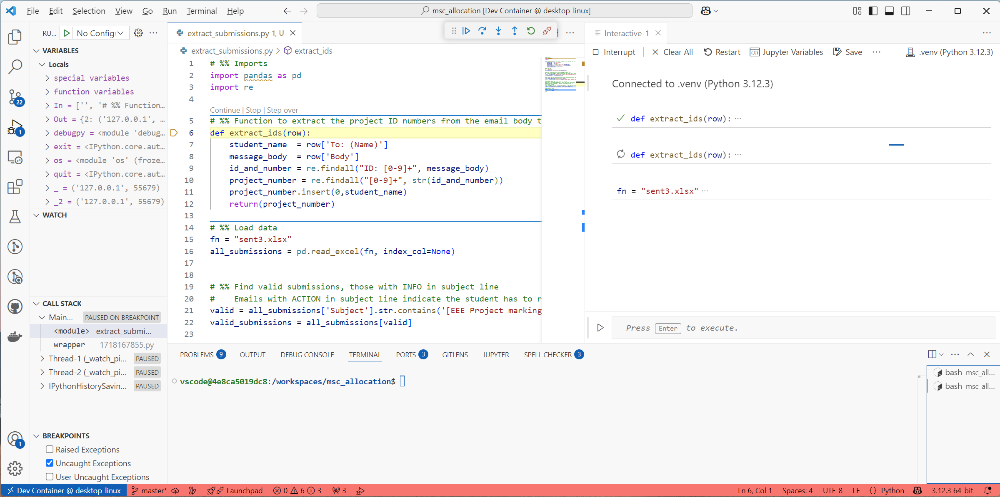 File Edit Selection View Go Run Terminal Help
msc_allocation [Dev Container @ desktop-linux]
RU... No Config
extract_submissions.py 1, U
Interactive-1
VARIABLES
Locals
special variables
function variables
In = ['', '# %% Function...
Out = {2: ('127.0.0.1', ...
debugpy = <module 'debug...
exit = <IPython.core.aut...
os = <module 'os' (froze...
quit = <IPython.core.aut...
_ = ('127.0.0.1', 55679)
_2 = ('127.0.0.1', 55679)
WATCH
CALL STACK
Main... PAUSED ON BREAKPOINT
<module> extract_submi...
wrapper 1718167855.py
Thread-1 (_watch_pi... PAUSED
Thread-2 (_watch_pi... PAUSED
IPythonHistorySavin... PAUSED
BREAKPOINTS
Raised Exceptions
Uncaught Exceptions
User Uncaught Exceptions
22
1
1
extract_submissions.py > extract_ids
1 # %% Imports
2 import pandas as pd
3 import re
4
Continue | Stop | Step over
5 # %% Function to extract the project ID numbers from the email body t
6 def extract_ids(row):
7 student_name = row['To: (Name)']
8 message_body = row['Body']
9 id_and_number = re.findall("ID: [0-9]+", message_body)
10 project_number = re.findall("[0-9]+", str(id_and_number))
11 project_number.insert(0,student_name)
12 return(project_number)
13
14 # %% Load data
15 fn = "sent3.xlsx"
16 all_submissions = pd.read_excel(fn, index_col=None)
17
18
19 # %% Find valid submissions, those with INFO in subject line
20 # Emails with ACTION in subject line indicate the student has to r
21 valid = all_submissions['Subject'].str.contains('[EEE Project marking
22 valid_submissions = all_submissions[valid]
23
Interrupt | Clear All Restart Jupyter Variables Save ... .venv (Python 3.12.3)
Connected to .venv (Python 3.12.3)
def extract_ids(row): ...
def extract_ids(row): ...
fn = "sent3.xlsx" ...
Press Enter to execute.
PROBLEMS 9 OUTPUT DEBUG CONSOLE TERMINAL PORTS 3 GITLENS JUPYTER SPELL CHECKER 3
vscode@4e8ca5019dc8:/workspaces/msc_allocation$
bash msc_all...
bash msc_all...
Dev Container @ desktop-linux master* Launchpad 0 6 3 3 Ln 6, Col 1 Spaces: 4 UTF-8 LF {} Python 3.12.3 64-bit